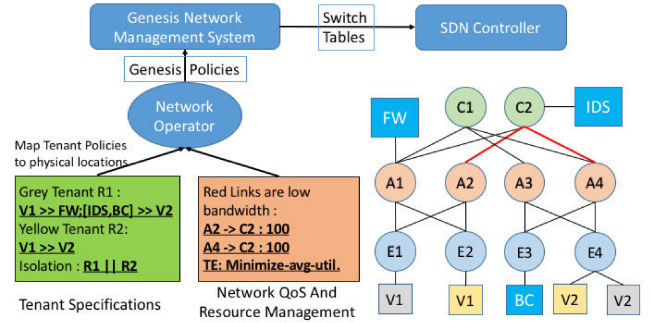 Genesis Network
Management System
Switch
Tables
SDN Controller
Genesis Policies
Network
Operator
Map Tenant Policies
to physical locations
Grey Tenant R1 :
V1 >> FW;[IDS,BC] >> V2
Yellow Tenant R2:
V1 >> V2
Isolation : R1 || R2
Tenant Specifications
Red Links are low
bandwidth :
A2 -> C2 : 100
A4 -> C2 : 100
TE: Minimize-avg-util.
Network QoS And
Resource Management
FW
C1
C2
IDS
A1
A2
A3
A4
E1
E2
E3
E4
V1
V1
BC
V2
V2